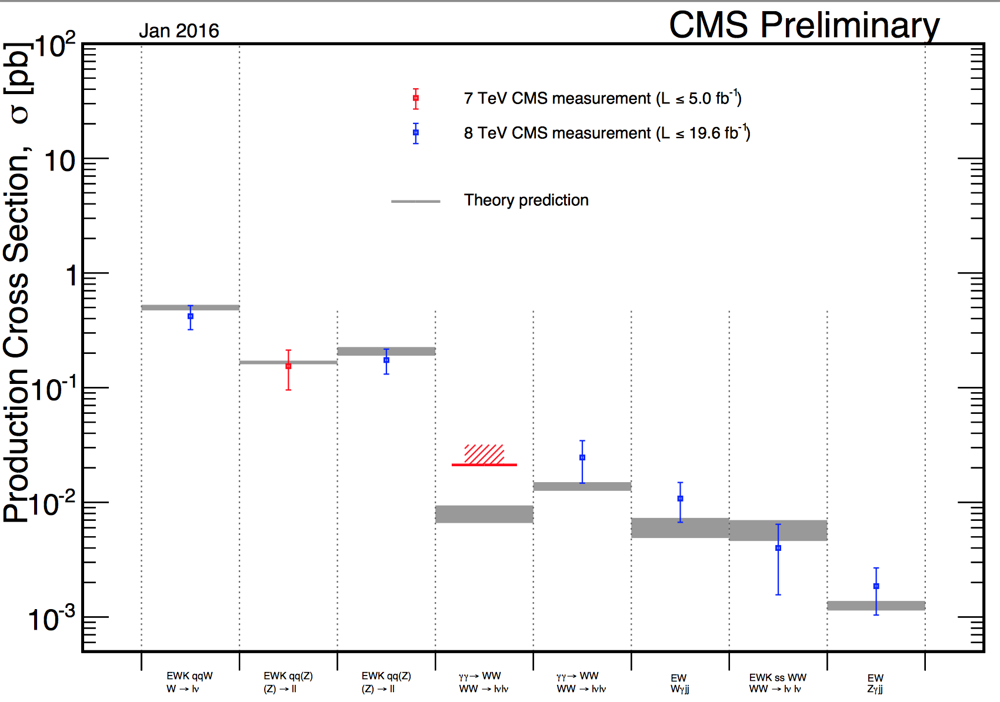 Jan 2016
CMS Preliminary
Production Cross Section, σ [pb]
10²
10
1
10⁻¹
10⁻²
10⁻³
7 TeV CMS measurement (L ≤ 5.0 fb⁻¹)
8 TeV CMS measurement (L ≤ 19.6 fb⁻¹)
Theory prediction
EWK qqW
W → lν
EWK qq(Z)
(Z) → ll
EWK qq(Z)
(Z) → ll
γγ→ WW
WW → lνlν
γγ→ WW
WW → lνlν
EW
Wγjj
EWK ss WW
WW → lν lν
EW
Zγjj